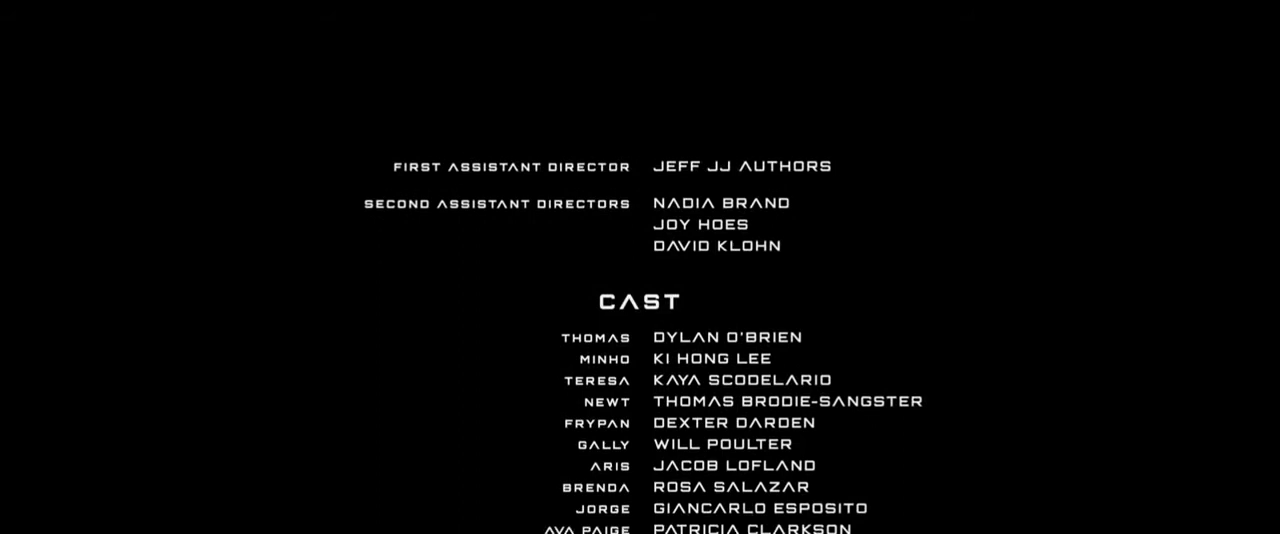 FIRST ASSISTANT DIRECTOR JEFF JJ AUTHORS
SECOND ASSISTANT DIRECTORS NADIA BRAND
JOY HOES
DAVID KLOHN
CAST
THOMAS DYLAN O'BRIEN
MINHO KI HONG LEE
TERESA KAYA SCODELARIO
NEWT THOMAS BRODIE-SANGSTER
FRYPAN DEXTER DARDEN
GALLY WILL POULTER
ARIS JACOB LOFLAND
BRENDA ROSA SALAZAR
JORGE GIANCARLO ESPOSITO
AVA PAIGE PATRICIA CLARKSON